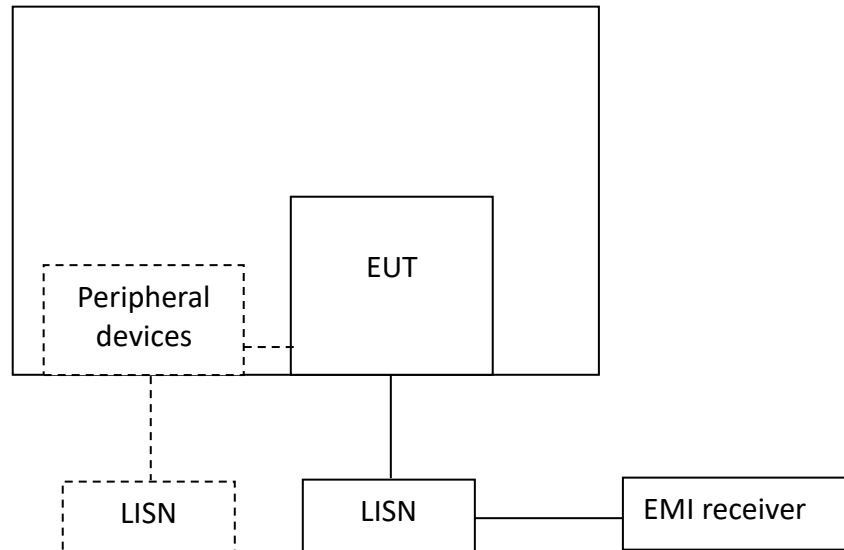 EUT
Peripheral
devices
LISN
LISN
EMI receiver